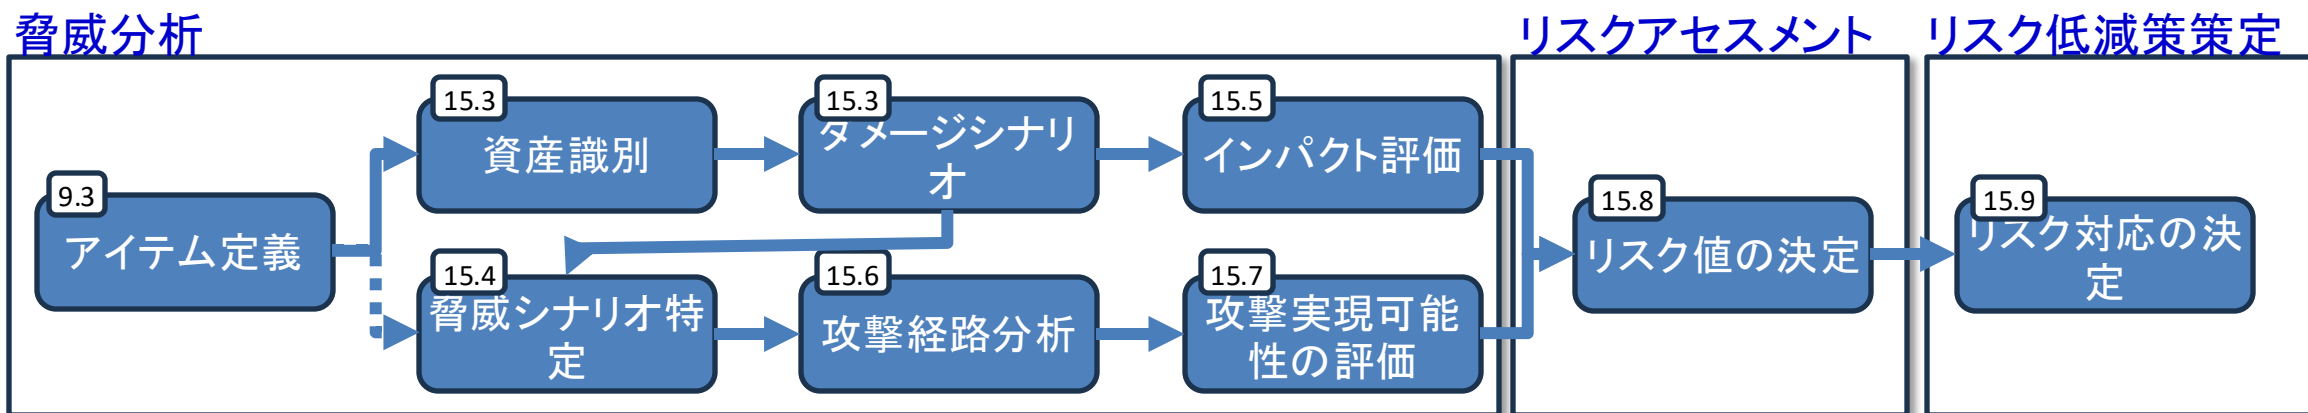 脅威分析
リスクアセスメント
リスク低減策策定
9.3
アイテム定義
15.3
資産識別
15.3
ダメージシナリ
オ
15.5
インパクト評価
15.4
脅威シナリオ特
定
15.6
攻撃経路分析
15.7
攻撃実現可能
性の評価
15.8
リスク値の決定
15.9
リスク対応の決
定